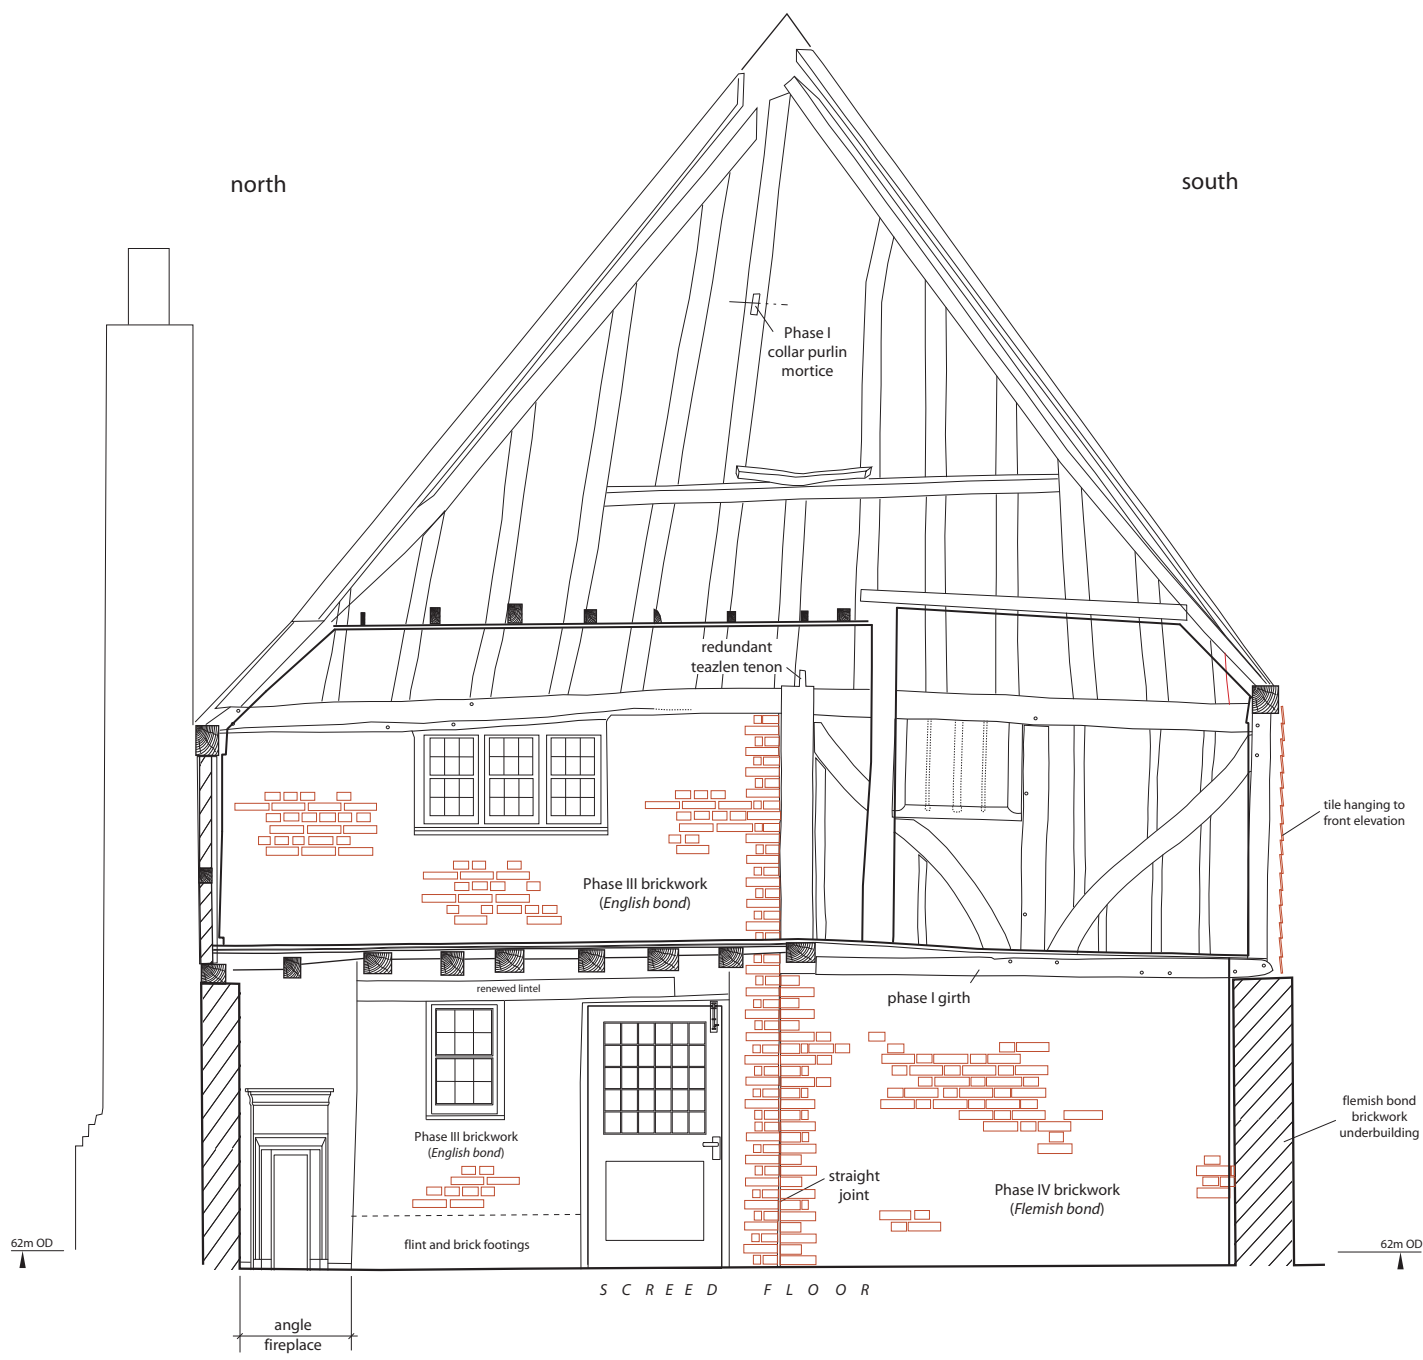 north
south
Phase I
collar purlin
mortice
redundant
teazlen tenon
tile hanging to
front elevation
Phase III brickwork
(English bond)
renewed lintel
phase I girth
flemish bond
brickwork
underbuilding
Phase III brickwork
(English bond)
straight
joint
Phase IV brickwork
(Flemish bond)
flint and brick footings
62m OD
62m OD
SCREED FLOOR
angle
fireplace